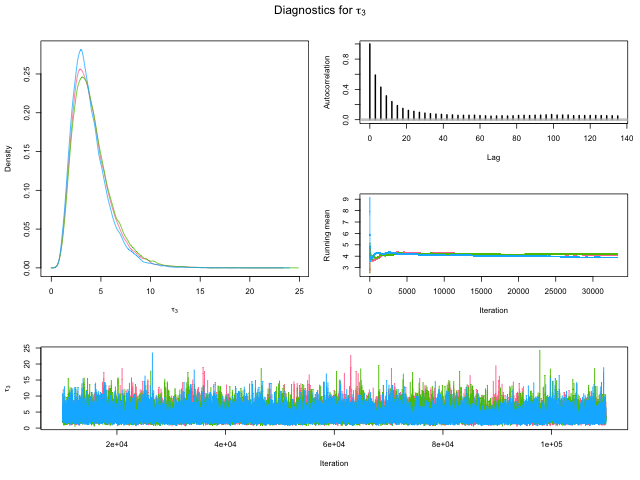 Diagnostics for τ3
Density
0.00 0.05 0.10 0.15 0.20 0.25
0 5 10 15 20 25
τ3
Autocorrelation
0.0 0.4 0.8
0 20 40 60 80 100 120 140
Lag
Running mean
3 4 5 6 7 8 9
0 5000 10000 15000 20000 25000 30000
Iteration
τ3
0 5 10 15 20 25
2e+04 4e+04 6e+04 8e+04 1e+05
Iteration